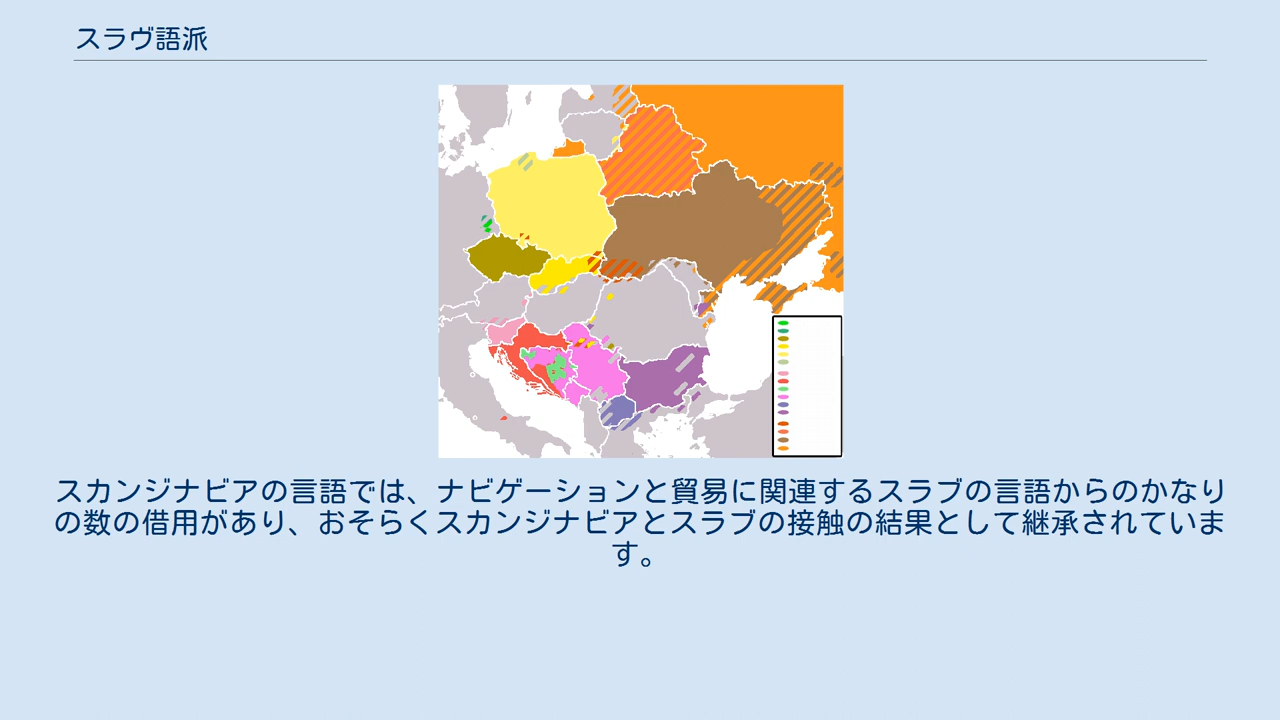 スラヴ語派
スカンジナビアの言語では、ナビゲーションと貿易に関連するスラブの言語からのかなり
の数の借用があり、おそらくスカンジナビアとスラブの接触の結果として継承されていま
す。